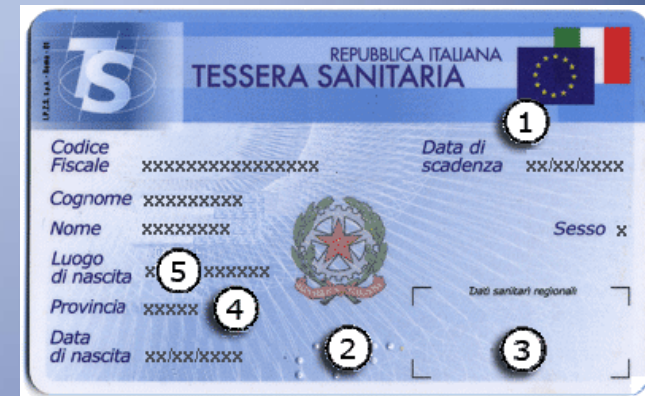 TS
REPUBBLICA ITALIANA
TESSERA SANITARIA
1
Codice
Fiscale xxxxxxxxxxxxxxxx
Data di
scadenza xx/xx/xxxx
Cognome xxxxxxxxx
Nome xxxxxxxx
Sesso x
Luogo
di nascita x 5 xxxxxx
Provincia xxxxx 4
Dati sanitari regionali
Data
di nascita xx/xx/xxxx
2
3